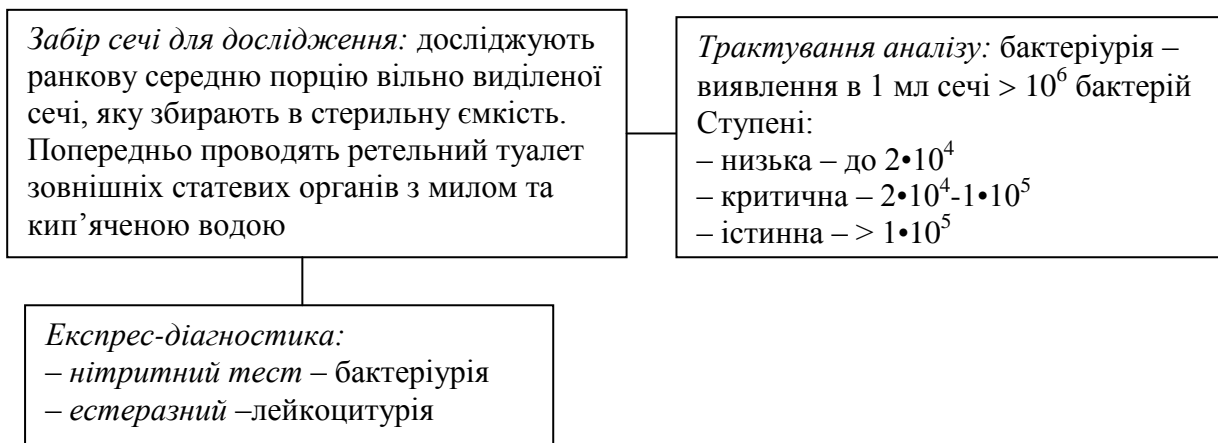 Забір сечі для дослідження: досліджують
ранкову середню порцію вільно виділеної
сечі, яку збирають в стерильну ємкість.
Попередньо проводять ретельний туалет
зовнішніх статевих органів з милом та
кип’яченою водою
Трактування аналізу: бактеріурія –
виявлення в 1 мл сечі > 10⁶ бактерій
Ступені:
– низька – до 2•10⁴
– критична – 2•10⁴-1•10⁵
– істинна – > 1•10⁵
Експрес-діагностика:
– нітритний тест – бактеріурія
– естеразний –лейкоцитурія